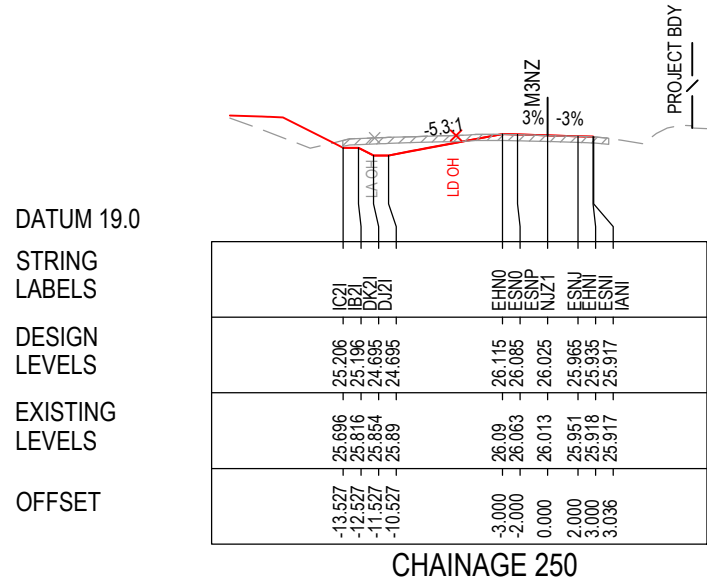 PROJECT BDY
M3NZ
3%
-3%
-5.3:1
LA OH
LD OH
DATUM 19.0
STRING
LABELS
IC2I
IB2I
DK2I
DJ2I
EHN0
ESN0
ESNP
NJZ1
ESNJ
EHNI
ESNI
IANI
DESIGN
LEVELS
25.206
25.196
24.695
24.695
26.115
26.085
26.025
25.965
25.935
25.917
EXISTING
LEVELS
25.696
25.816
25.854
25.89
26.09
26.063
26.013
25.951
25.918
25.917
OFFSET
-13.527
-12.527
-11.527
-10.527
-3.000
-2.000
0.000
2.000
3.000
3.036
CHAINAGE 250